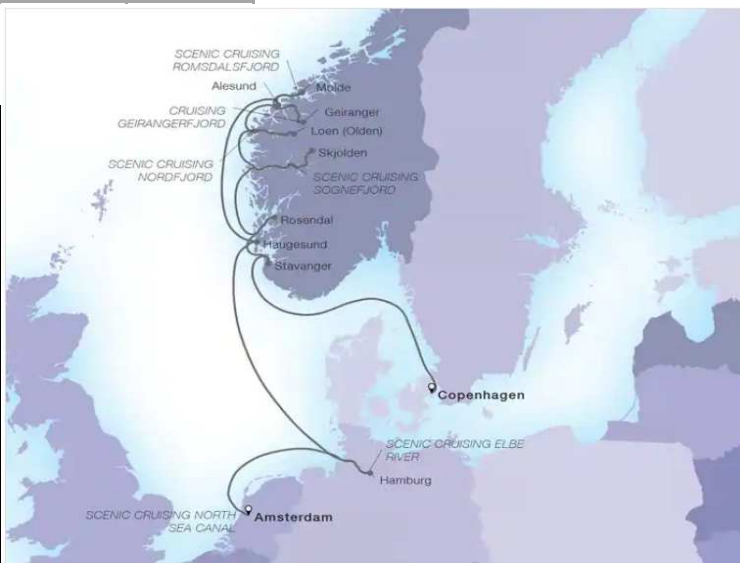 SCENIC CRUISING
ROMSDALSFJORD
Alesund
Molde
CRUISING
GEIRANGERFJORD
Geiranger
Loen (Olden)
Skjolden
SCENIC CRUISING
NORDFJORD
SCENIC CRUISING
SOGNEFJORD
Rosendal
Haugesund
Stavanger
Copenhagen
SCENIC CRUISING ELBE
RIVER
Hamburg
SCENIC CRUISING NORTH
SEA CANAL
Amsterdam